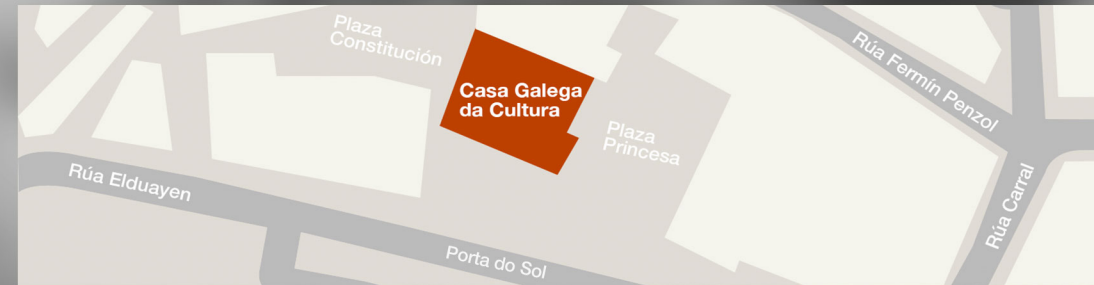 Plaza
Constitución
Casa Galega
da Cultura
Rúa Fermín Penzol
Plaza
Princesa
Rúa Elduayen
Rúa Carral
Porta do Sol